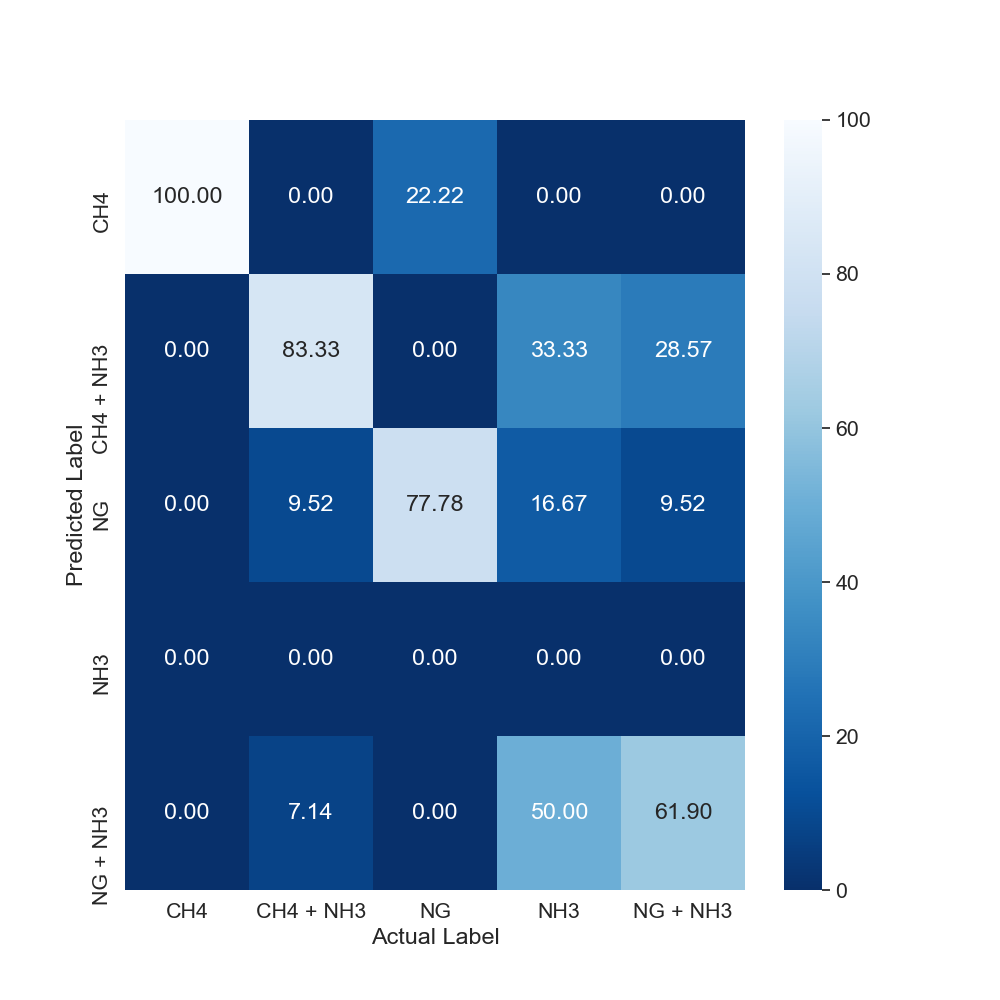 Predicted Label
CH4
100.00 0.00 22.22 0.00 0.00
CH4 + NH3
0.00 83.33 0.00 33.33 28.57
NG
0.00 9.52 77.78 16.67 9.52
NH3
0.00 0.00 0.00 0.00 0.00
NG + NH3
0.00 7.14 0.00 50.00 61.90
CH4 CH4 + NH3 NG NH3 NG + NH3
Actual Label
100
80
60
40
20
0